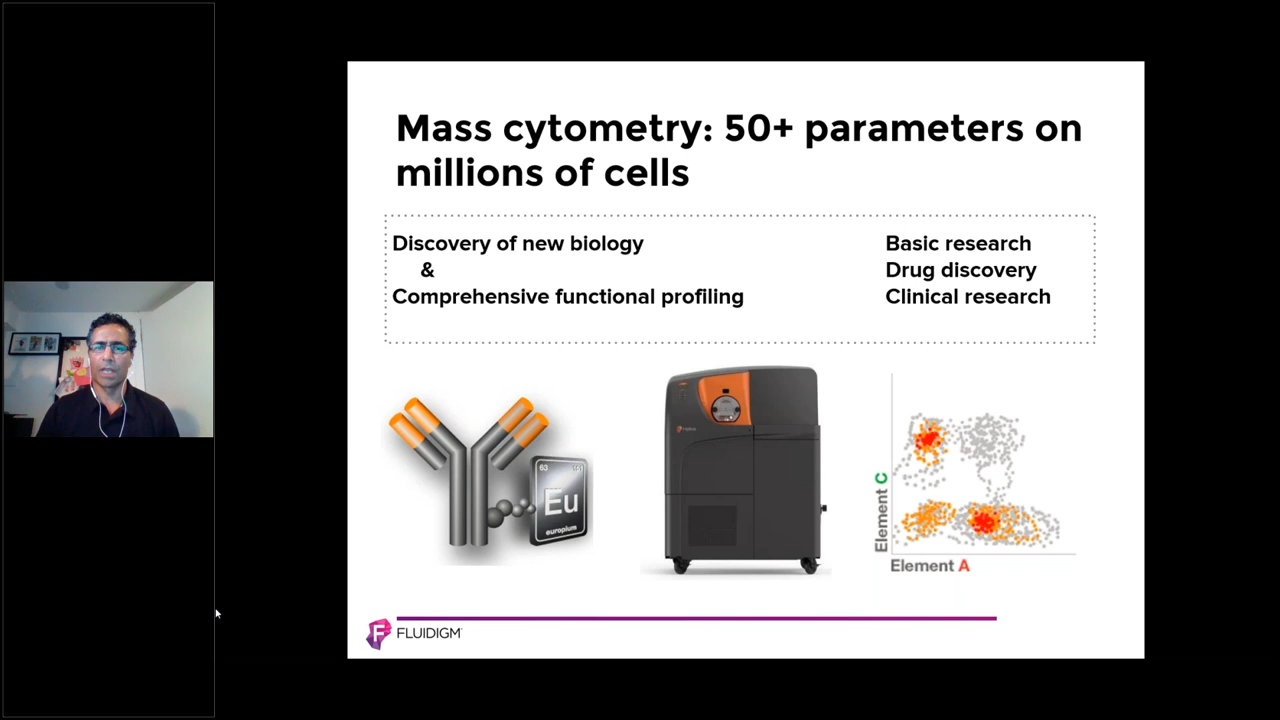 Mass cytometry: 50+ parameters on
millions of cells
Discovery of new biology
&
Comprehensive functional profiling
Basic research
Drug discovery
Clinical research
63
Eu
europium
Element C
Element A
FLUIDIGM